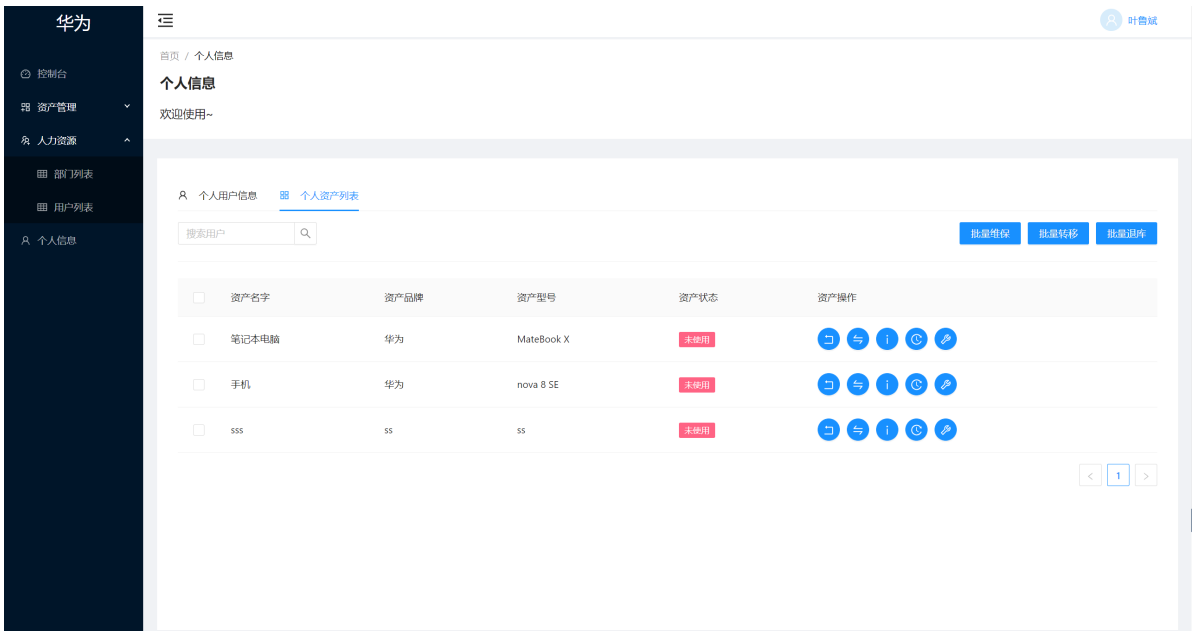 华为
叶鲁斌
控制台
资产管理
人力资源
部门列表
用户列表
个人信息
首页 / 个人信息
个人信息
欢迎使用~
个人用户信息 个人资产列表
搜索用户 批量维保 批量转移 批量退库
资产名字 资产品牌 资产型号 资产状态 资产操作
笔记本电脑 华为 MateBook X 未使用
手机 华为 nova 8 SE 未使用
sss ss ss 未使用
< 1 >